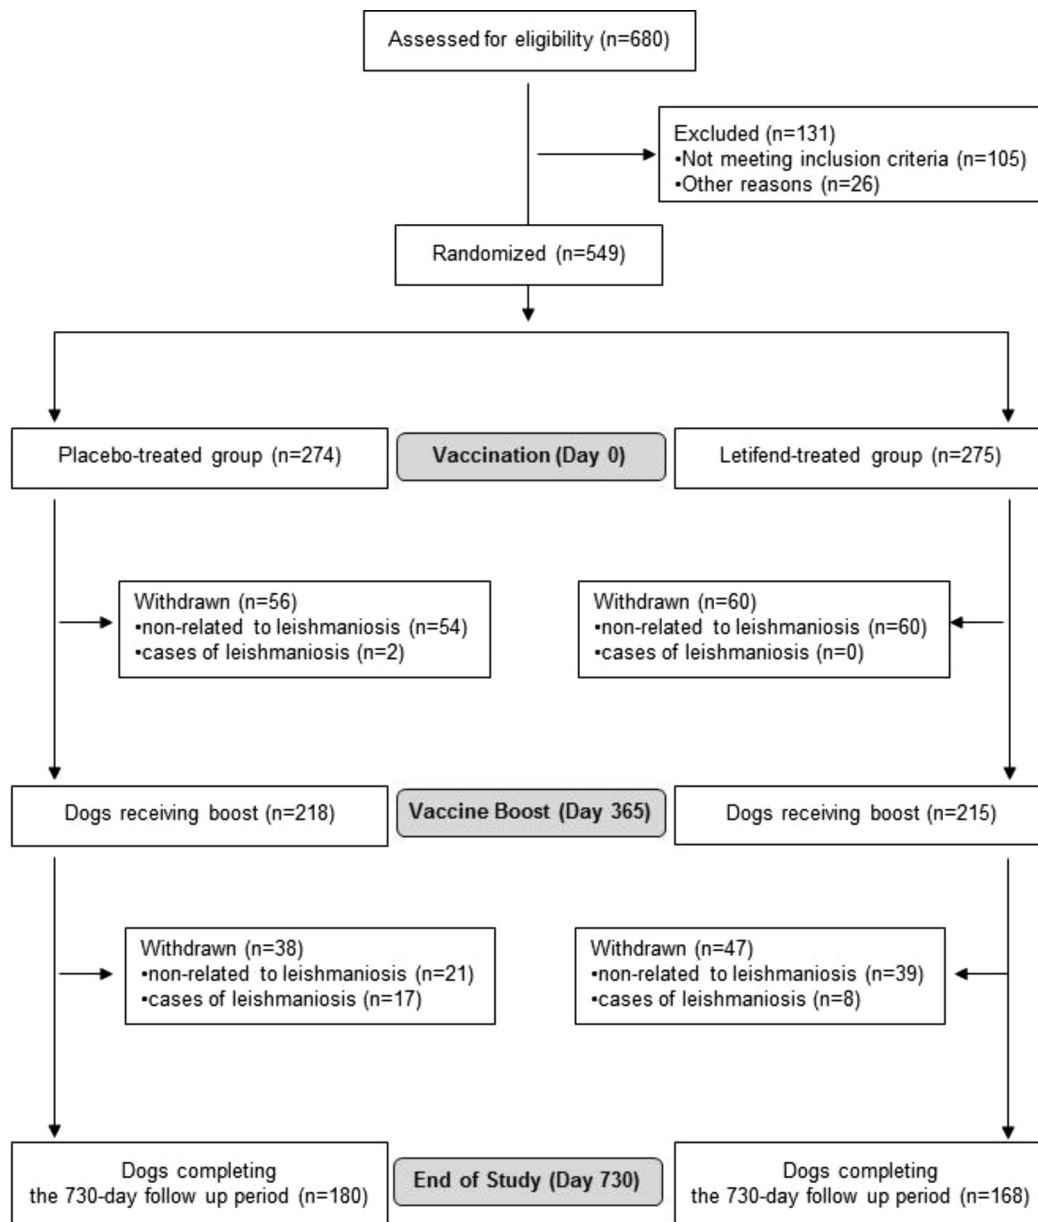 Assessed for eligibility (n=680)
Excluded (n=131)
•Not meeting inclusion criteria (n=105)
•Other reasons (n=26)
Randomized (n=549)
Placebo-treated group (n=274)
Vaccination (Day 0)
Letifend-treated group (n=275)
Withdrawn (n=56)
•non-related to leishmaniosis (n=54)
•cases of leishmaniosis (n=2)
Withdrawn (n=60)
•non-related to leishmaniosis (n=60)
•cases of leishmaniosis (n=0)
Dogs receiving boost (n=218)
Vaccine Boost (Day 365)
Dogs receiving boost (n=215)
Withdrawn (n=38)
•non-related to leishmaniosis (n=21)
•cases of leishmaniosis (n=17)
Withdrawn (n=47)
•non-related to leishmaniosis (n=39)
•cases of leishmaniosis (n=8)
Dogs completing
the 730-day follow up period (n=180)
End of Study (Day 730)
Dogs completing
the 730-day follow up period (n=168)